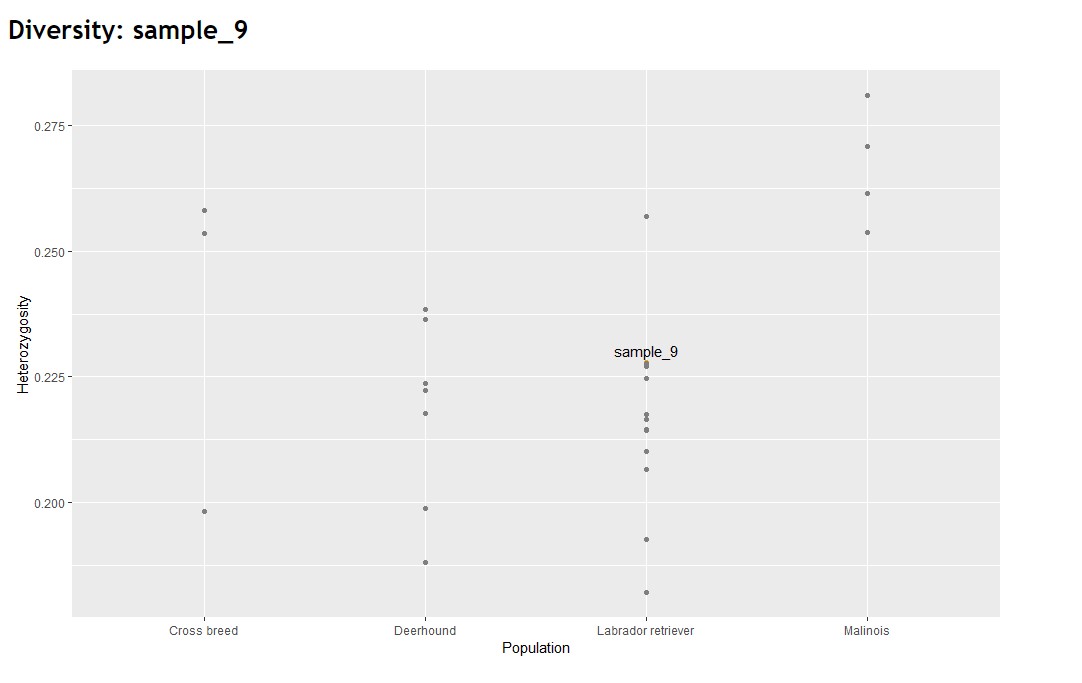 Diversity: sample_9
Heterozygosity
0.275
0.250
0.225
0.200
sample_9
Cross breed Deerhound Labrador retriever Malinois
Population